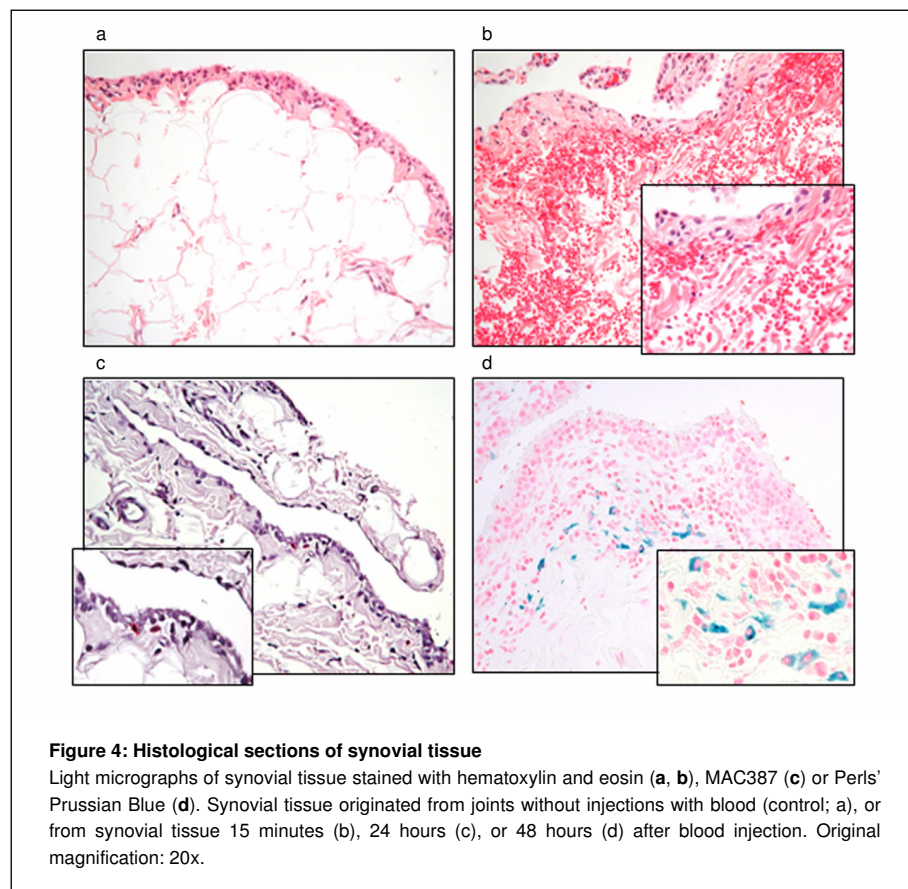 a
b
c
d
Figure 4: Histological sections of synovial tissue
Light micrographs of synovial tissue stained with hematoxylin and eosin (a, b), MAC387 (c) or Perls’
Prussian Blue (d). Synovial tissue originated from joints without injections with blood (control; a), or
from synovial tissue 15 minutes (b), 24 hours (c), or 48 hours (d) after blood injection. Original
magnification: 20x.